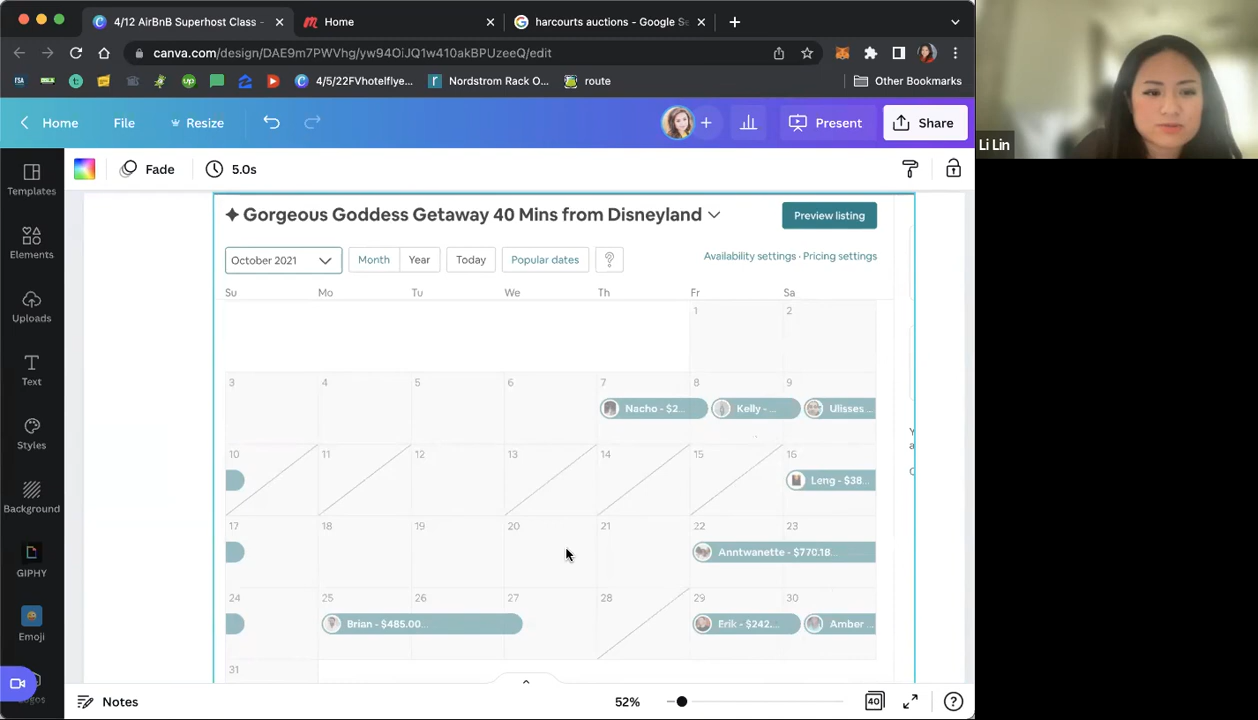 4/12 AirBnB Superhost Class -
Home
harcourts auctions - Google Se
canva.com/design/DAE9m7PWVhg/yw94OiJQ1w410akBPUzeeQ/edit
4/5/22FVhotelflye...
Nordstrom Rack O...
route
Other Bookmarks
Home
File
Resize
Present
Share
Li Lin
Templates
Elements
Uploads
Text
Styles
Background
GIPHY
Emoji
Fade
5.0s
Gorgeous Goddess Getaway 40 Mins from Disneyland
Preview listing
October 2021
Month
Year
Today
Popular dates
?
Availability settings · Pricing settings
Su Mo Tu We Th Fr Sa
1 2
3 4 5 6 7 8 9
Nacho - $2... Kelly - ... Ulisses ...
10 11 12 13 14 15 16
Leng - $38...
17 18 19 20 21 22 23
Anntwanette - $770.18...
24 25 26 27 28 29 30
Brian - $485.00... Erik - $242.... Amber ...
31
Notes
52%
40
?